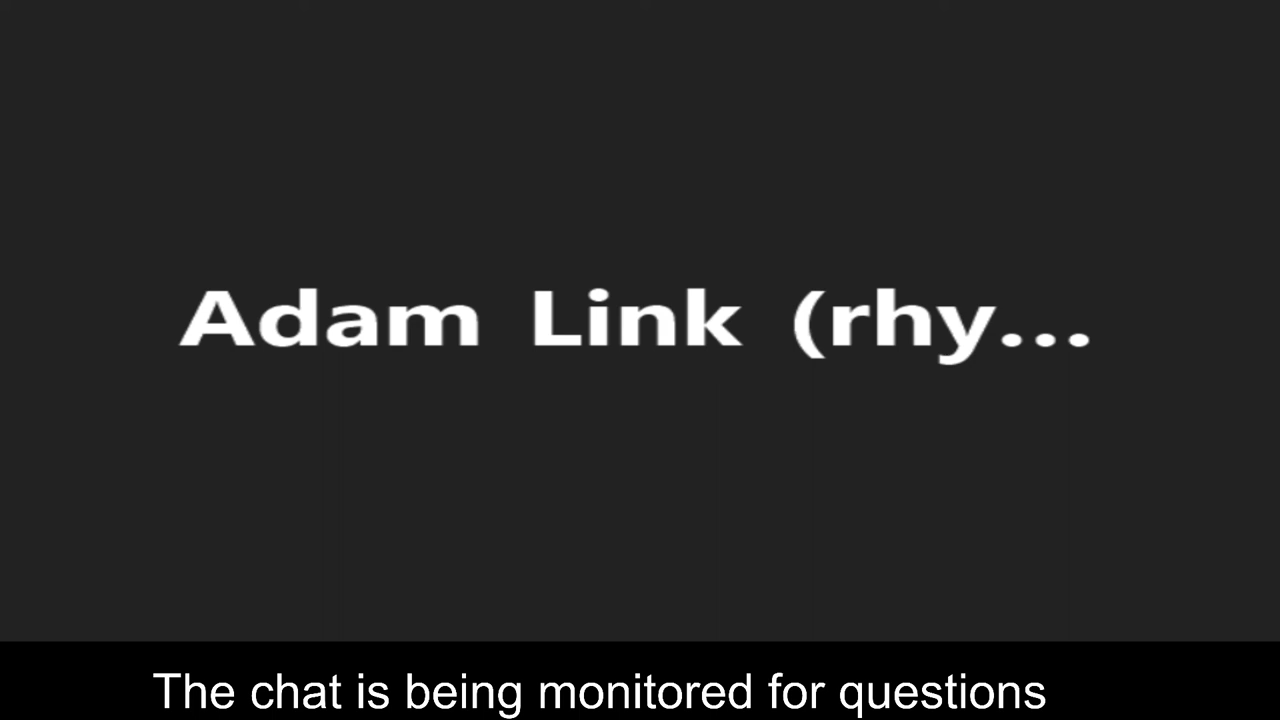 Adam Link (rhy...
The chat is being monitored for questions